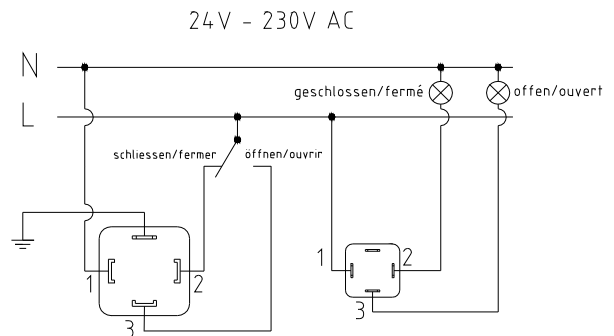 24V - 230V AC
N
geschlossen/fermé
offen/ouvert
L
schliessen/fermer
öffnen/ouvrir
1
2
3
1
2
3